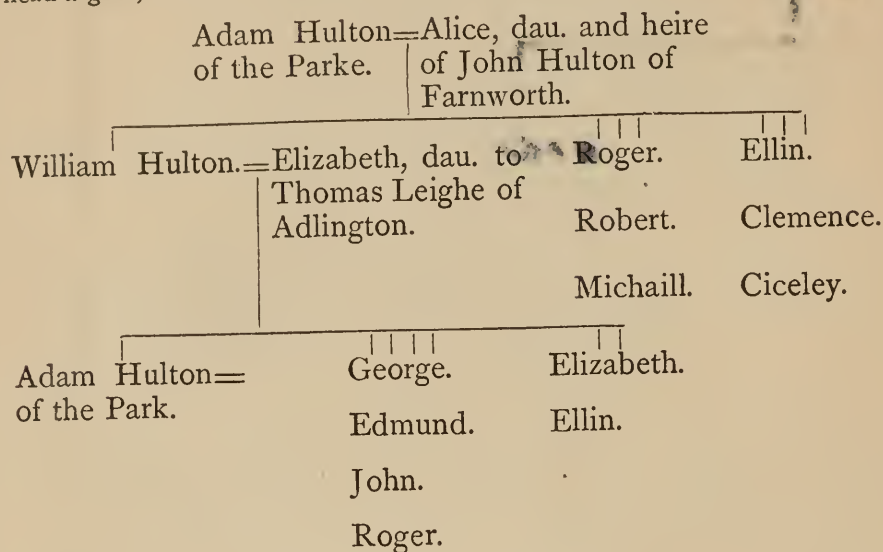 Adam Hulton=Alice, dau. and heire
of the Parke. of John Hulton of
Farnworth.
William Hulton.=Elizabeth, dau. to Roger. Ellin.
Thomas Leighe of
Adlington. Robert. Clemence.
Michaill. Ciceley.
Adam Hulton= George. Elizabeth.
of the Park.
Edmund. Ellin.
John.
Roger.